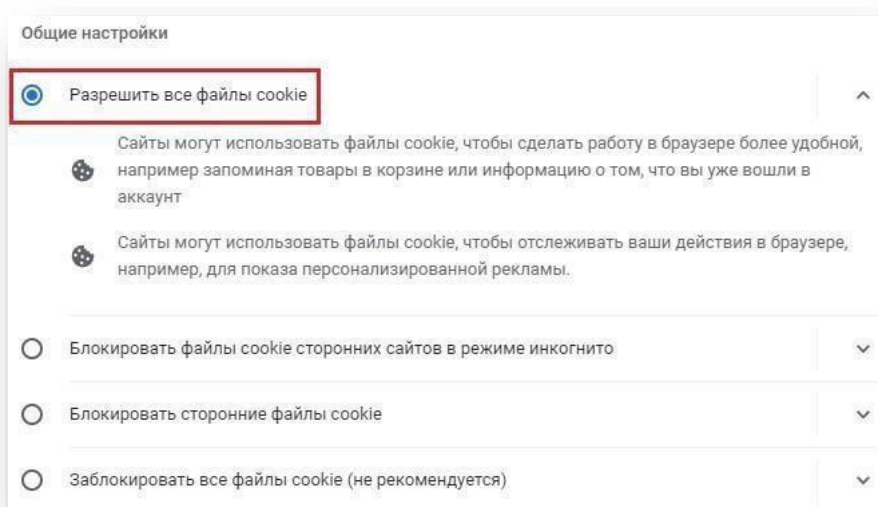 Общие настройки
Разрешить все файлы cookie
Сайты могут использовать файлы cookie, чтобы сделать работу в браузере более удобной,
например запоминая товары в корзине или информацию о том, что вы уже вошли в
аккаунт
Сайты могут использовать файлы cookie, чтобы отслеживать ваши действия в браузере,
например, для показа персонализированной рекламы.
Блокировать файлы cookie сторонних сайтов в режиме инкогнито
Блокировать сторонние файлы cookie
Заблокировать все файлы cookie (не рекомендуется)